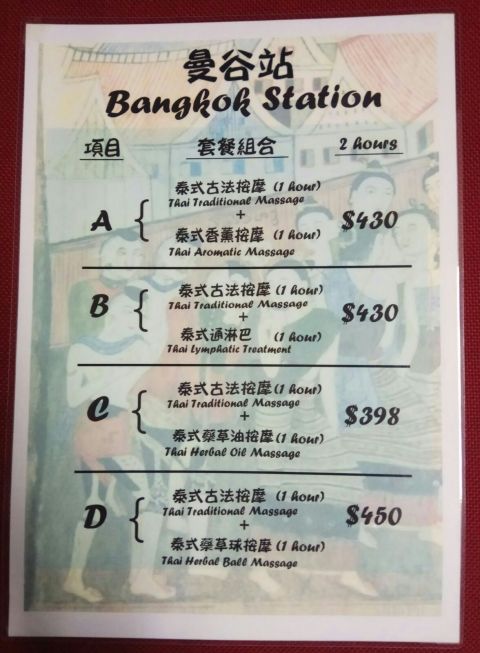 曼谷站
Bangkok Station
項目 套餐組合 2 hours
泰式古法按摩 (1 hour)
Thai Traditional Massage
A { + $430
泰式香薰按摩 (1 hour)
Thai Aromatic Massage
泰式古法按摩 (1 hour)
Thai Traditional Massage
B { + $430
泰式通淋巴 (1 hour)
Thai Lymphatic Treatment
泰式古法按摩 (1 hour)
Thai Traditional Massage
C { + $398
泰式藥草油按摩 (1 hour)
Thai Herbal Oil Massage
泰式古法按摩 (1 hour)
Thai Traditional Massage
D { + $450
泰式藥草球按摩 (1 hour)
Thai Herbal Ball Massage